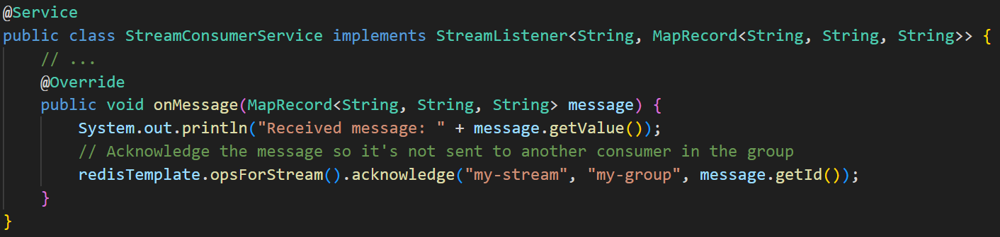 @Service
public class StreamConsumerService implements StreamListener<String, MapRecord<String, String, String>> {
    // ...
    @Override
    public void onMessage(MapRecord<String, String, String> message) {
        System.out.println("Received message: " + message.getValue());
        // Acknowledge the message so it's not sent to another consumer in the group
        redisTemplate.opsForStream().acknowledge("my-stream", "my-group", message.getId());
    }
}